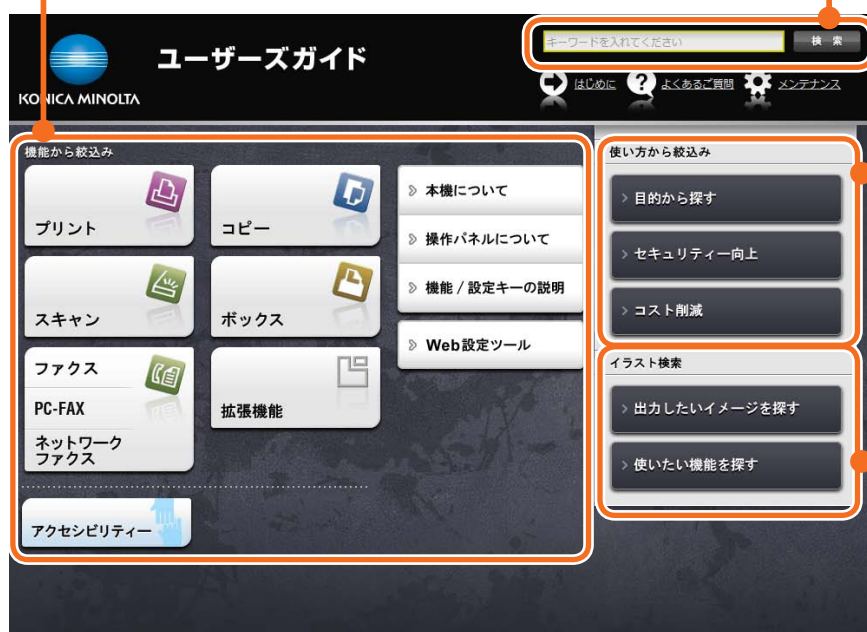 キーワードを入れてください
検 索
ユーザーズガイド
KONICA MINOLTA
はじめに
よくあるご質問
メンテナンス
機能から絞込み
プリント
コピー
スキャン
ボックス
ファクス
PC-FAX
ネットワーク
ファクス
拡張機能
アクセシビリティー
本機について
操作パネルについて
機能 / 設定キーの説明
Web設定ツール
使い方から絞込み
目的から探す
セキュリティー向上
コスト削減
イラスト検索
出力したいイメージを探す
使いたい機能を探す